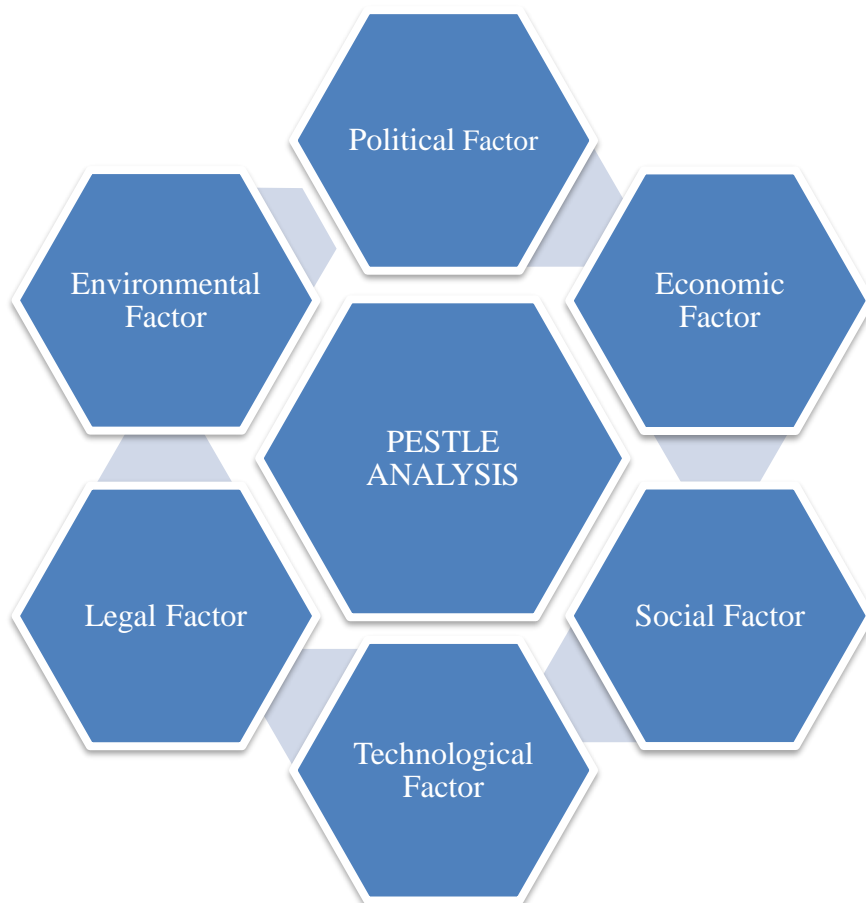 Political Factor
Environmental
Factor
Economic
Factor
PESTLE
ANALYSIS
Legal Factor
Social Factor
Technological
Factor